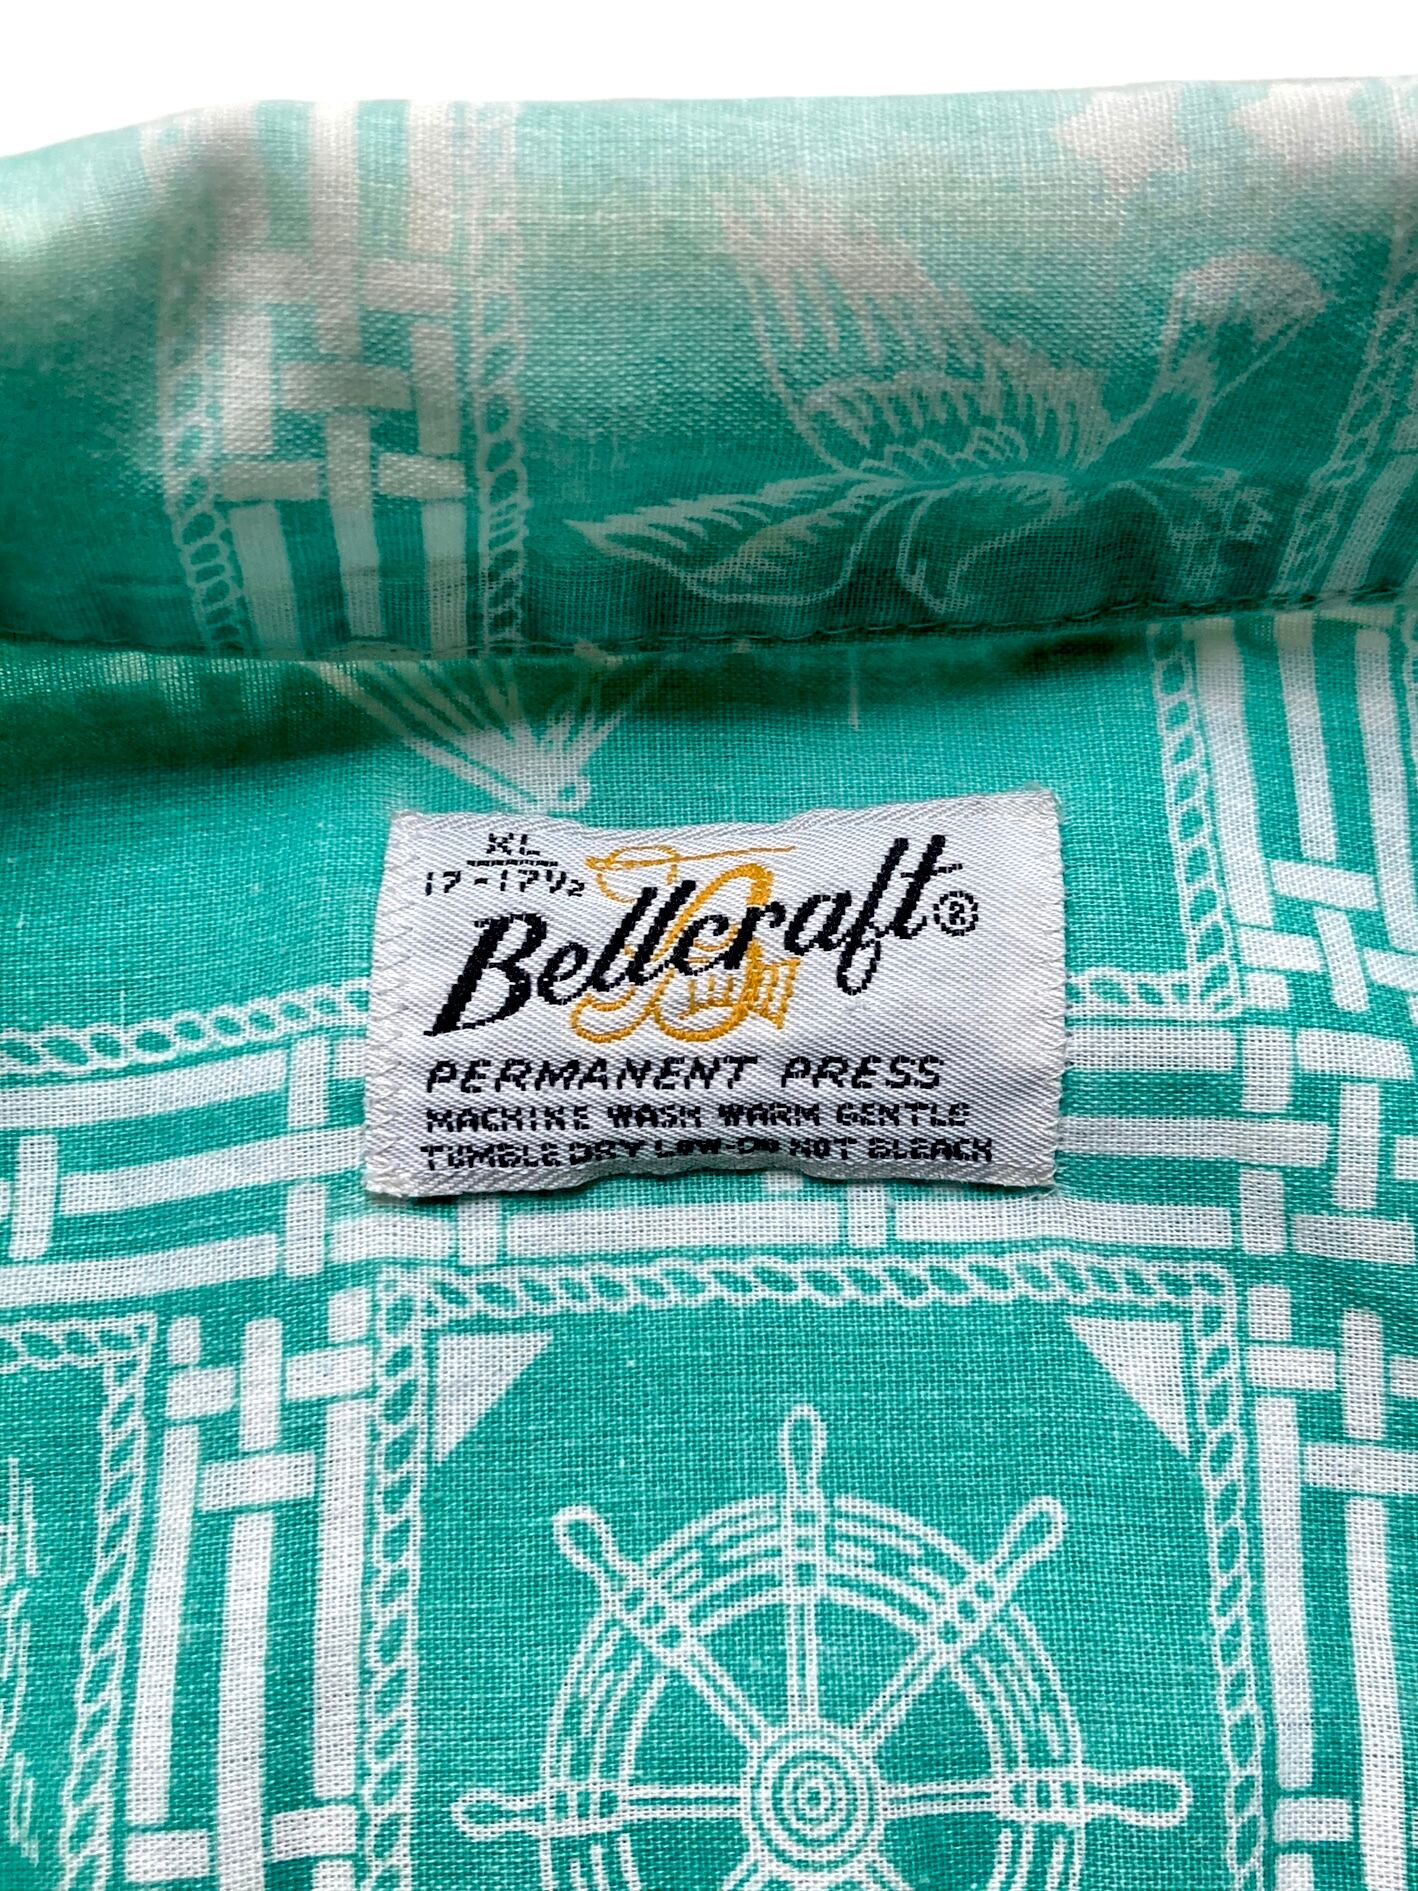 XL
17-17½
Bellcraft®
PERMANENT PRESS
MACHINE WASH WARM GENTLE
TUMBLE DRY LOW-DO NOT BLEACH